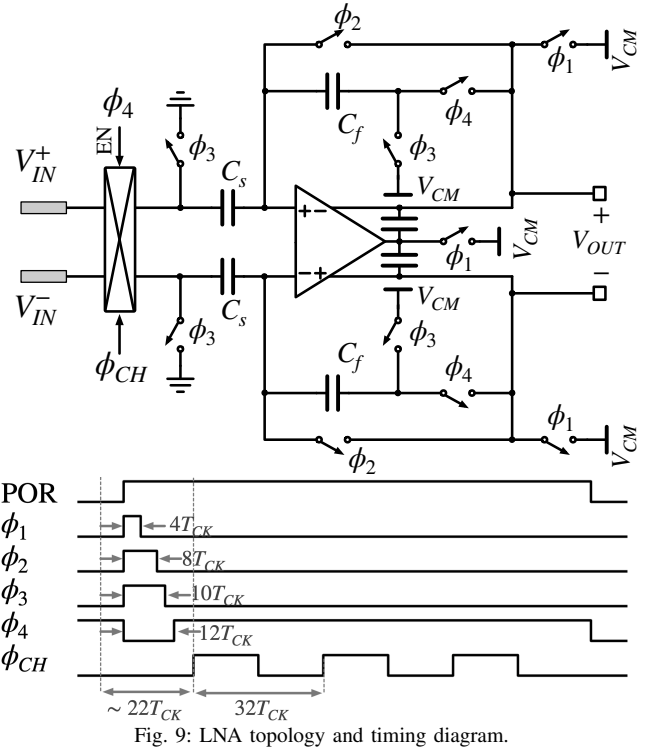 ϕ2
ϕ1
VCM
ϕ4
Cf
ϕ4
EN
ϕ3
ϕ3
V+IN
Cs
VCM
+
−
+
ϕ1
VCM
VOUT
−
+
−
V−IN
Cs
ϕ3
VCM
ϕ3
ϕCH
Cf
ϕ4
ϕ1
VCM
ϕ2
POR
ϕ1
4TCK
ϕ2
8TCK
ϕ3
10TCK
ϕ4
12TCK
ϕCH
~ 22TCK
32TCK
Fig. 9: LNA topology and timing diagram.